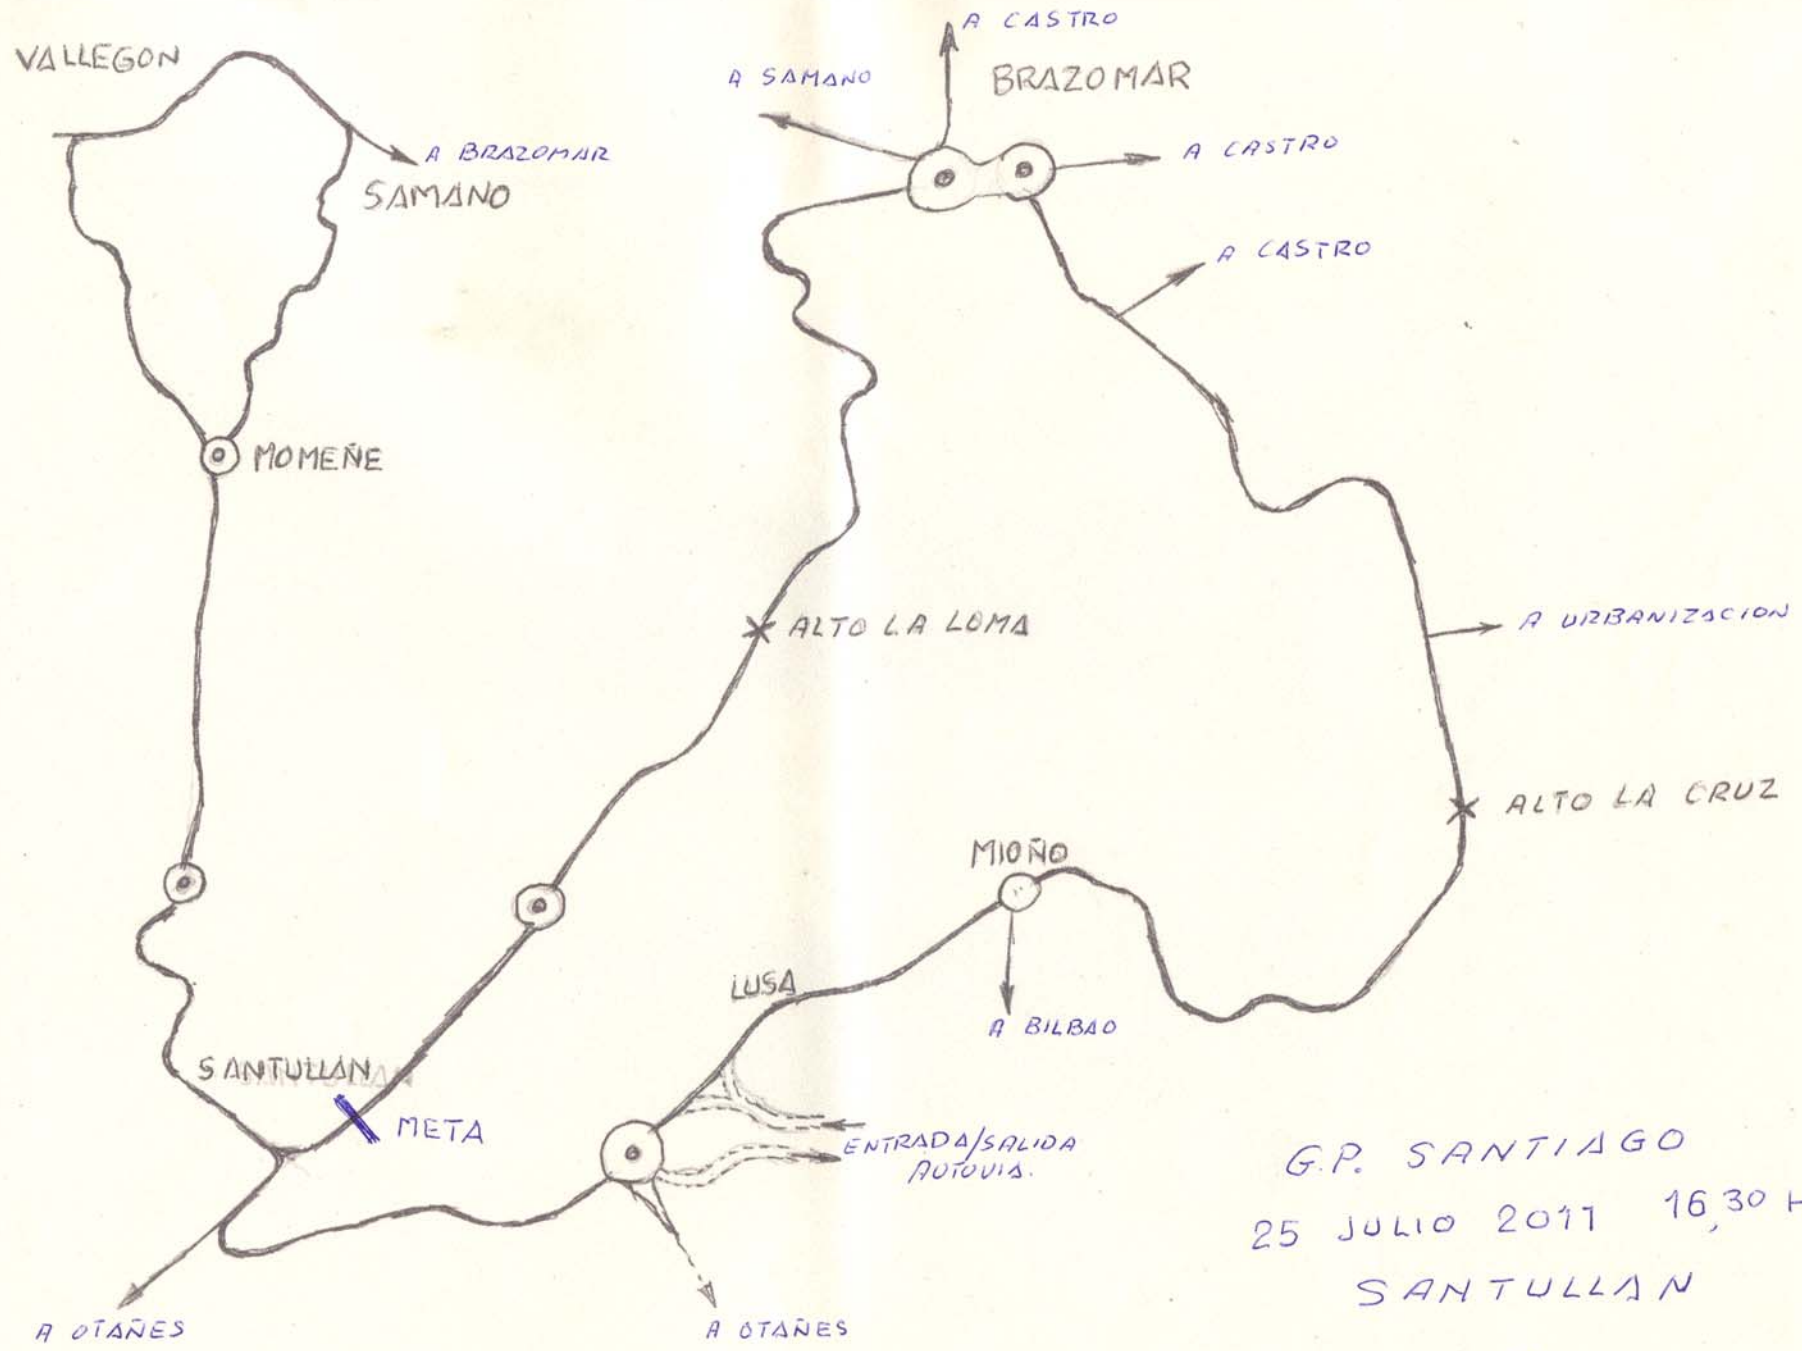 A CASTRO
VALLEGON
A SAMANO
BRAZOMAR
A BRAZOMAR
A CASTRO
SAMANO
A CASTRO
MOMEÑE
ALTO LA LOMA
A URBANIZACION
ALTO LA CRUZ
MIOÑO
LUSA
A BILBAO
SANTULLAN
META
ENTRADA/SALIDA
AUTOVIA.
G.P. SANTIAGO
25 JULIO 2011 16,30 H
SANTULLAN
A OTAÑES
A OTAÑES